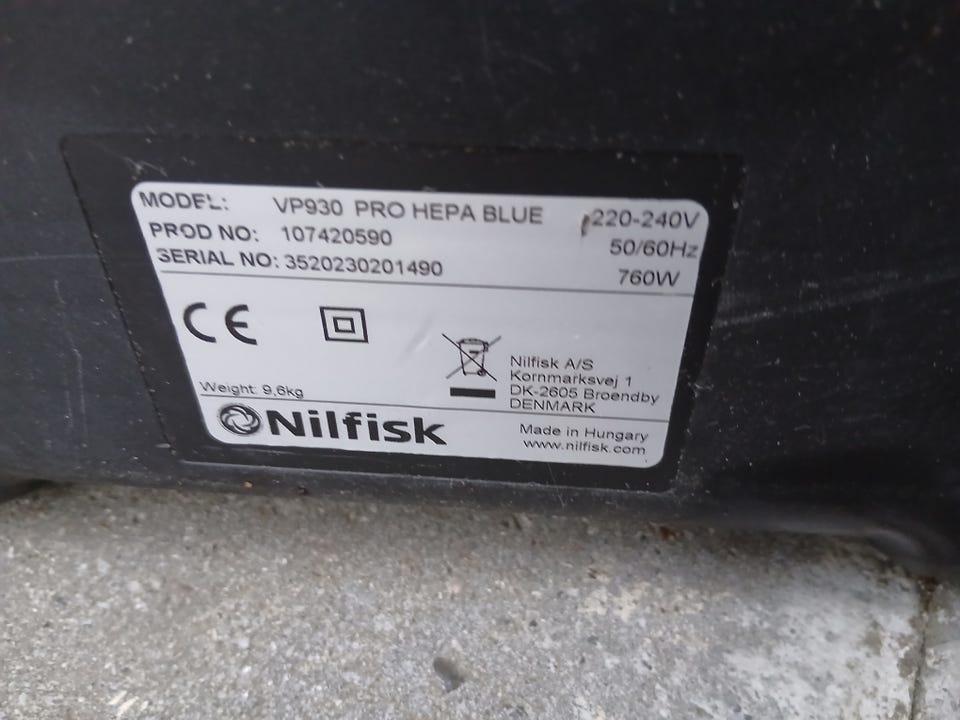 MODEL: VP930 PRO HEPA BLUE 220-240V
PROD NO: 107420590 50/60Hz
SERIAL NO: 3520230201490 760W
CE
Nilfisk A/S
Kornmarksvej 1
DK-2605 Broendby
DENMARK
Weight: 9,6kg
Nilfisk
Made in Hungary
www.nilfisk.com